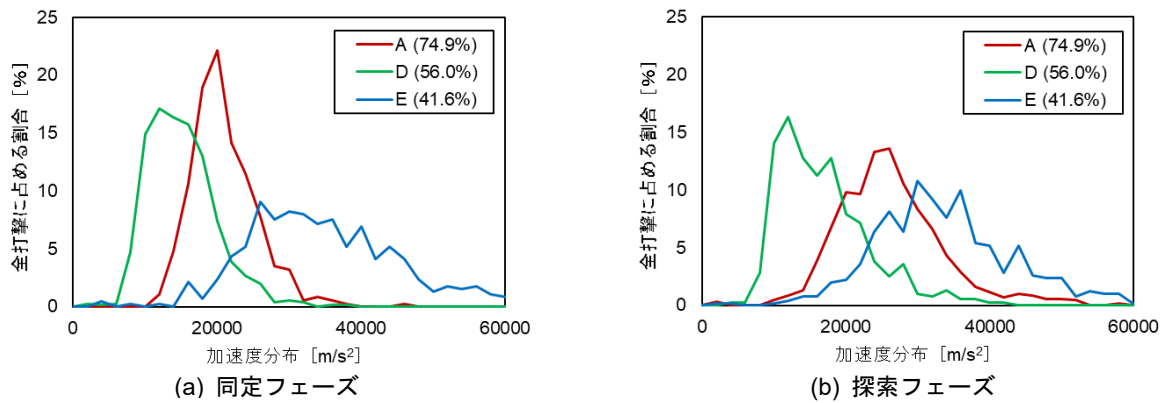 25
20
15
10
5
0
全打撃に占める割合 [%]
A (74.9%)
D (56.0%)
E (41.6%)
0 20000 40000 60000
加速度分布 [m/s²]
(a) 同定フェーズ
25
20
15
10
5
0
全打撃に占める割合 [%]
A (74.9%)
D (56.0%)
E (41.6%)
0 20000 40000 60000
加速度分布 [m/s²]
(b) 探索フェーズ